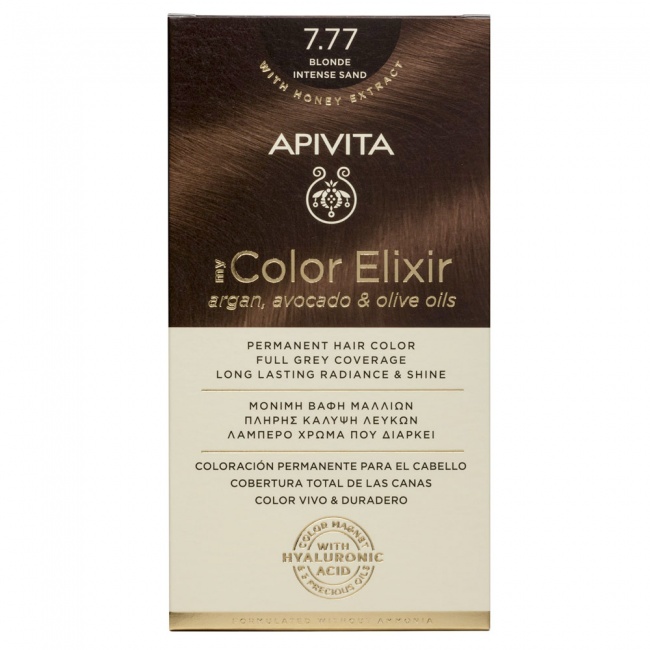 7.77
BLONDE
INTENSE SAND
WITH HONEY EXTRACT
APIVITA
my Color Elixir
argan, avocado & olive oils
PERMANENT HAIR COLOR
FULL GREY COVERAGE
LONG LASTING RADIANCE & SHINE
ΜΟΝΙΜΗ ΒΑΦΗ ΜΑΛΛΙΩΝ
ΠΛΗΡΗΣ ΚΑΛΥΨΗ ΛΕΥΚΩΝ
ΛΑΜΠΕΡΟ ΧΡΩΜΑ ΠΟΥ ΔΙΑΡΚΕΙ
COLORACIÓN PERMANENTE PARA EL CABELLO
COBERTURA TOTAL DE LAS CANAS
COLOR VIVO & DURADERO
COLOR MAGNET
WITH
HYALURONIC
ACID
& 3 PRECIOUS OILS
FORMULATED WITHOUT AMMONIA